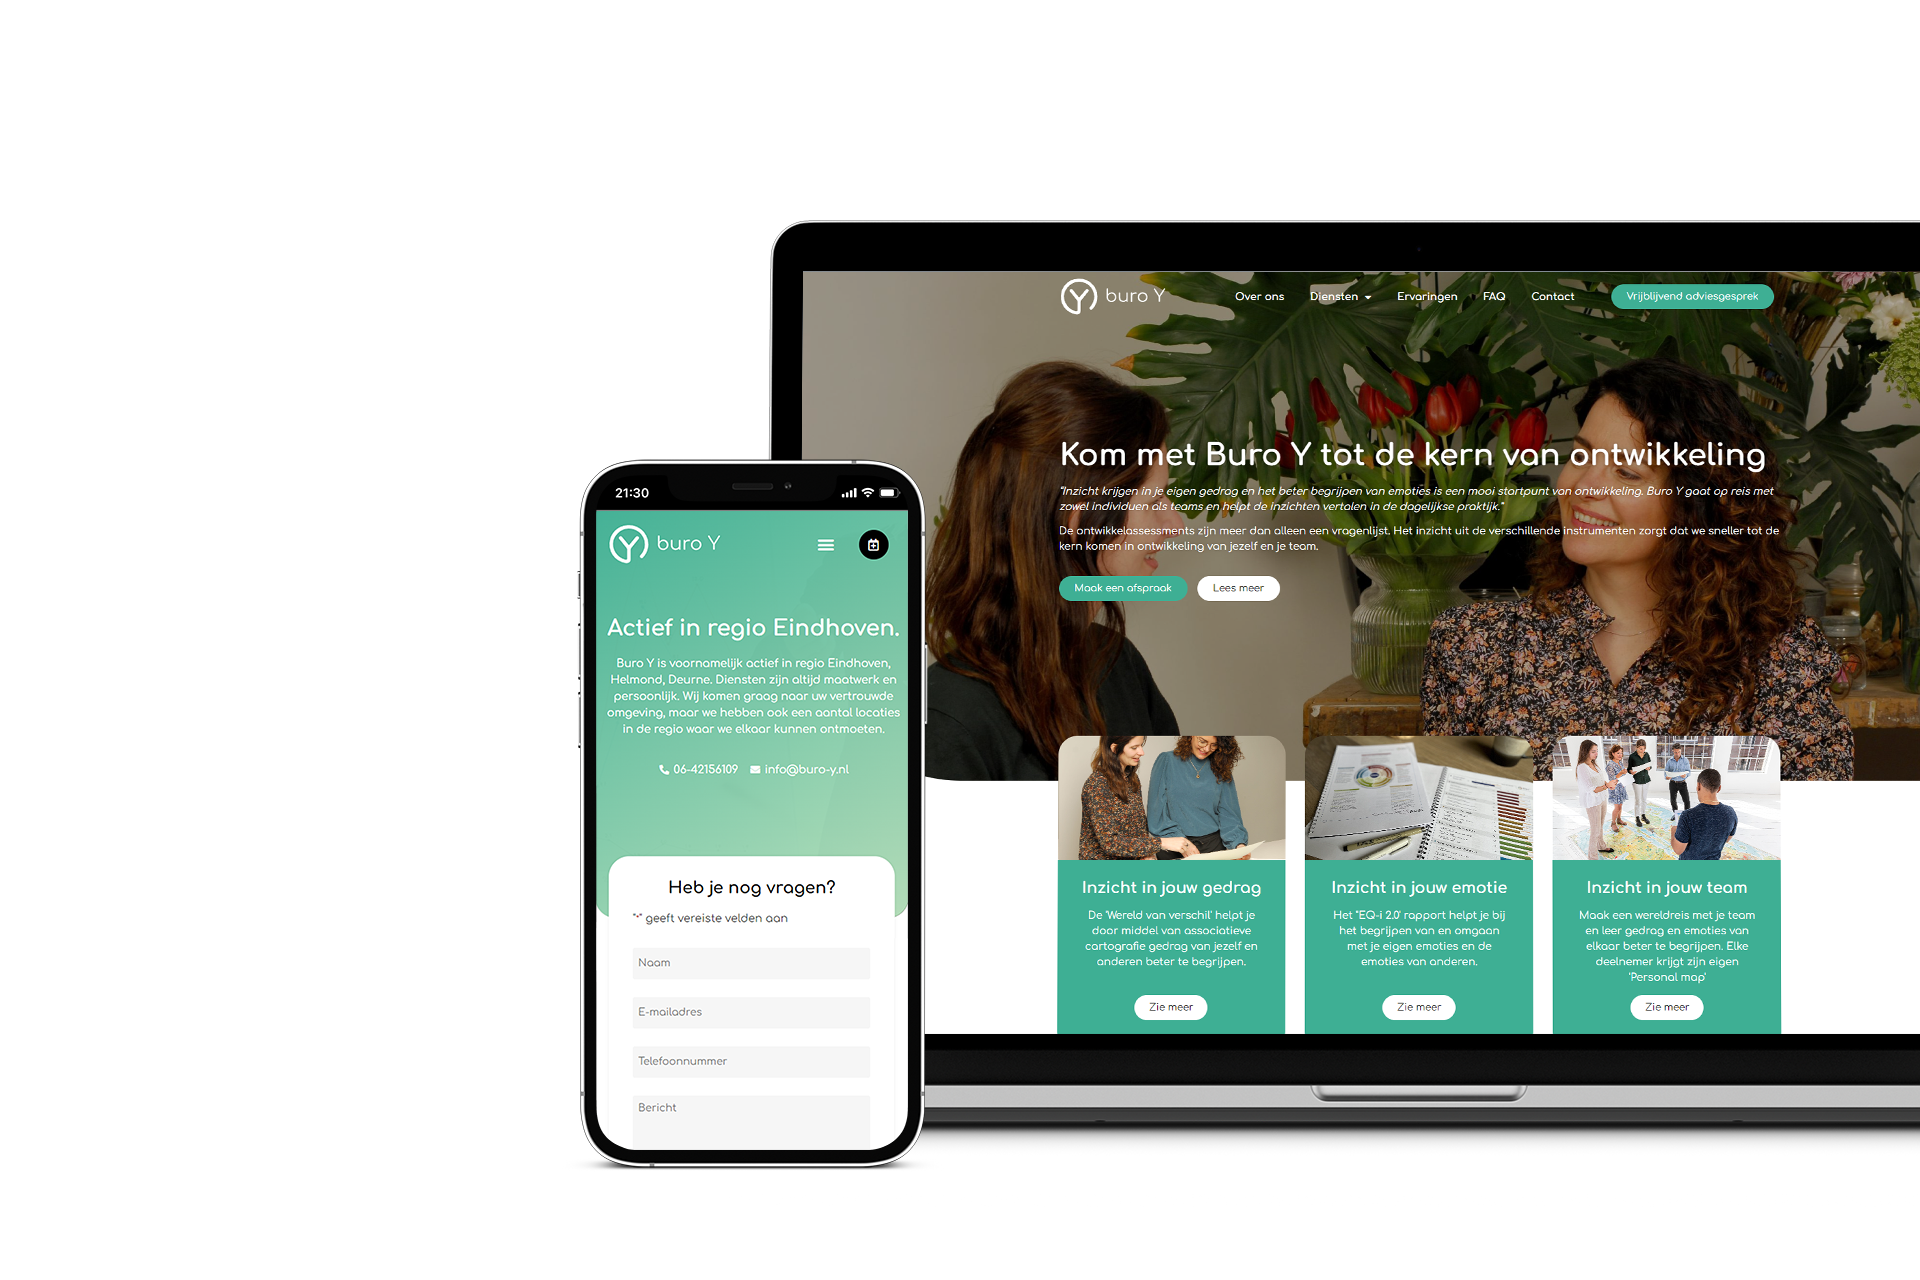 buro Y
Over ons
Diensten
Ervaringen
FAQ
Contact
Vrijblijvend adviesgesprek
Kom met Buro Y tot de kern van ontwikkeling
"Inzicht krijgen in je eigen gedrag en het beter begrijpen van emoties is een mooi startpunt van ontwikkeling. Buro Y gaat op reis met
zowel individuen als teams en helpt de inzichten vertalen in de dagelijkse praktijk."
De ontwikkelassessments zijn meer dan alleen een vragenlijst. Het inzicht uit de verschillende instrumenten zorgt dat we sneller tot de
kern komen in ontwikkeling van jezelf en je team.
Maak een afspraak
Lees meer
Inzicht in jouw gedrag
De 'Wereld van verschil' helpt je
door middel van associatieve
cartografie gedrag van jezelf en
anderen beter te begrijpen.
Zie meer
Inzicht in jouw emotie
Het "EQ-i 2.0' rapport helpt je bij
het begrijpen van en omgaan
met je eigen emoties en de
emoties van anderen.
Zie meer
Inzicht in jouw team
Maak een wereldreis met je team
en leer gedrag en emoties van
elkaar beter te begrijpen. Elke
deelnemer krijgt zijn eigen
'Personal map'
Zie meer
21:30
buro Y
Actief in regio Eindhoven.
Buro Y is voornamelijk actief in regio Eindhoven,
Helmond, Deurne. Diensten zijn altijd maatwerk en
persoonlijk. Wij komen graag naar uw vertrouwde
omgeving, maar we hebben ook een aantal locaties
in de regio waar we elkaar kunnen ontmoeten.
06-42156109
info@buro-y.nl
Heb je nog vragen?
"*" geeft vereiste velden aan
Naam
E-mailadres
Telefoonnummer
Bericht